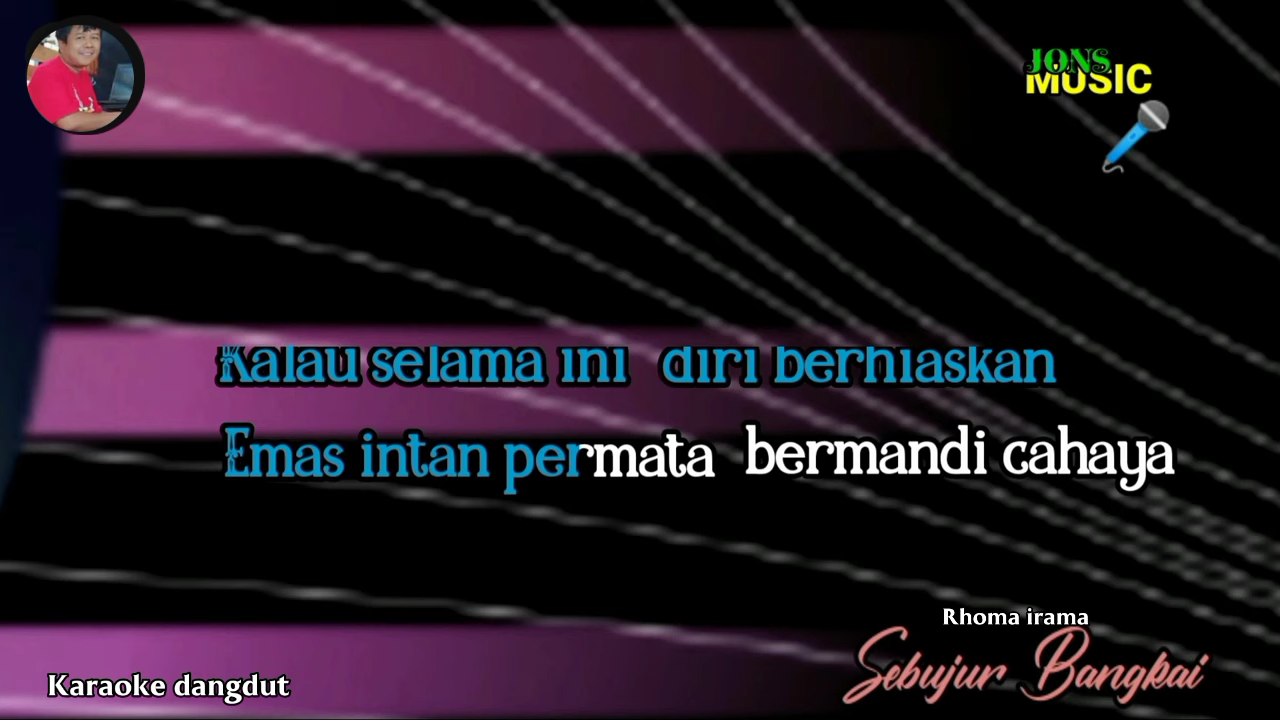 JONS
MUSIC
Kalau selama ini diri berhiaskan
Emas intan permata bermandi cahaya
Rhoma irama
Sebujur Bangkai
Karaoke dangdut